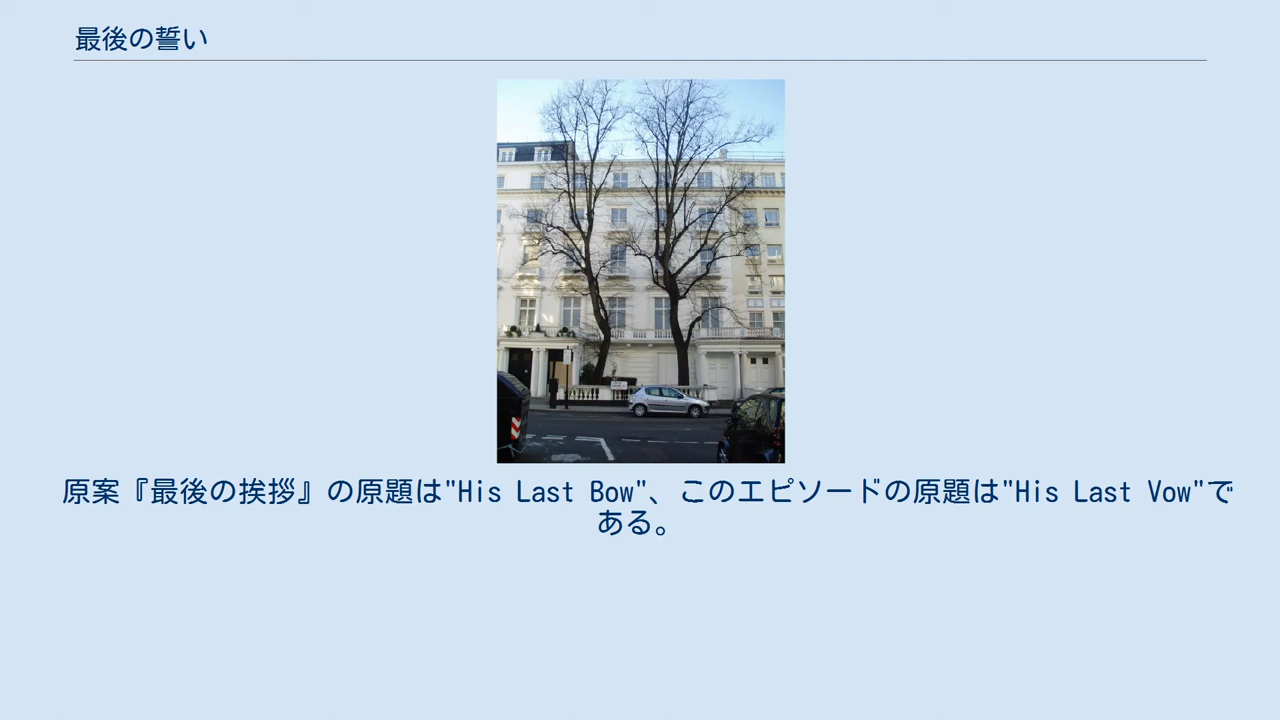 最後の誓い
原案『最後の挨拶』の原題は"His Last Bow"、このエピソードの原題は"His Last Vow"で
ある。